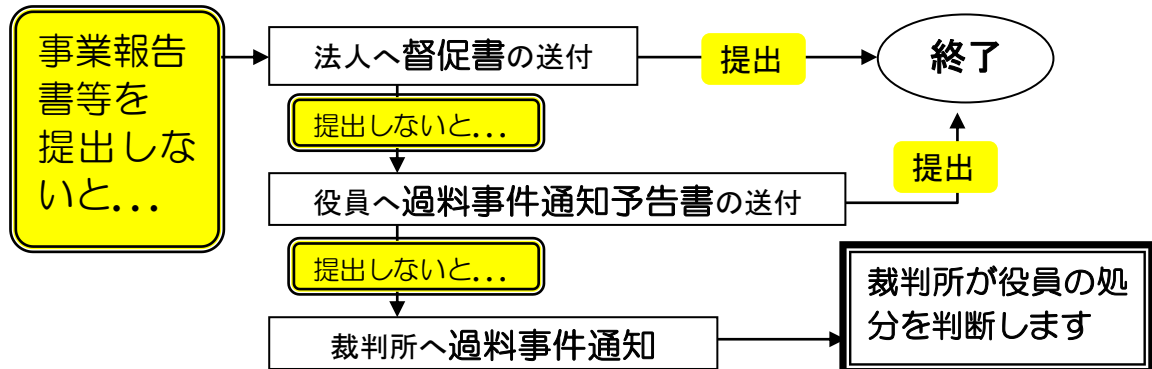 事業報告
書等を
提出しな
いと...
法人へ督促書の送付
提出
終了
提出しないと...
役員へ過料事件通知予告書の送付
提出
提出しないと...
裁判所へ過料事件通知
裁判所が役員の処
分を判断します